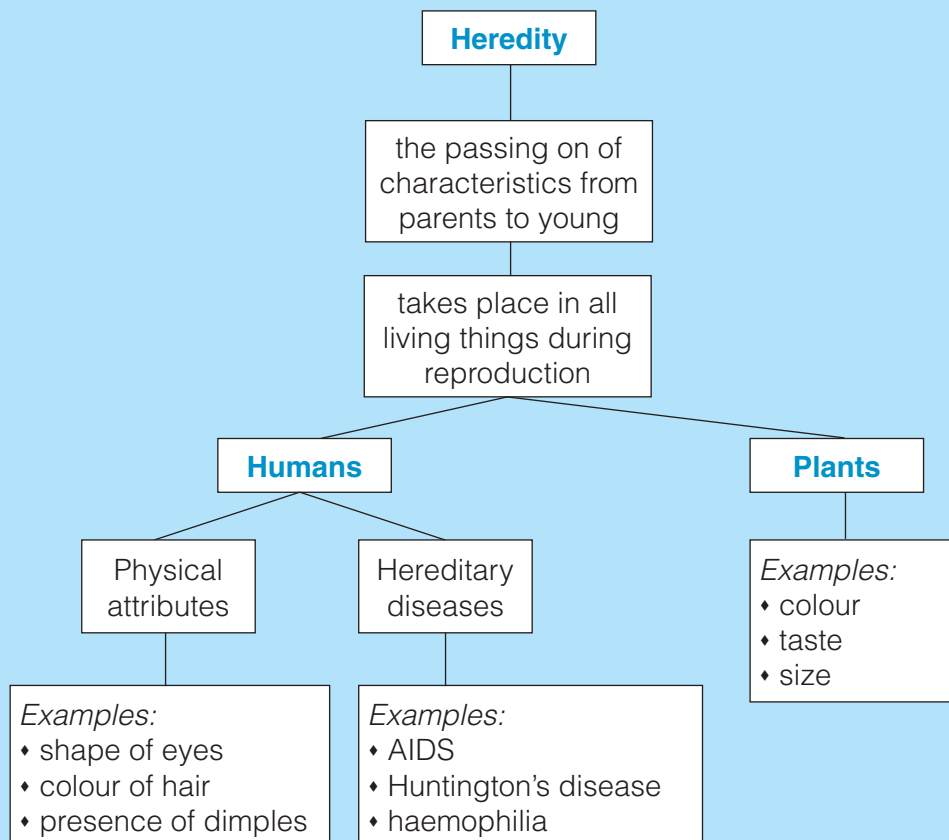 Heredity
the passing on of
characteristics from
parents to young
takes place in all
living things during
reproduction
Humans
Plants
Physical
attributes
Hereditary
diseases
Examples:
♦ colour
♦ taste
♦ size
Examples:
♦ shape of eyes
♦ colour of hair
♦ presence of dimples
Examples:
♦ AIDS
♦ Huntington's disease
♦ haemophilia